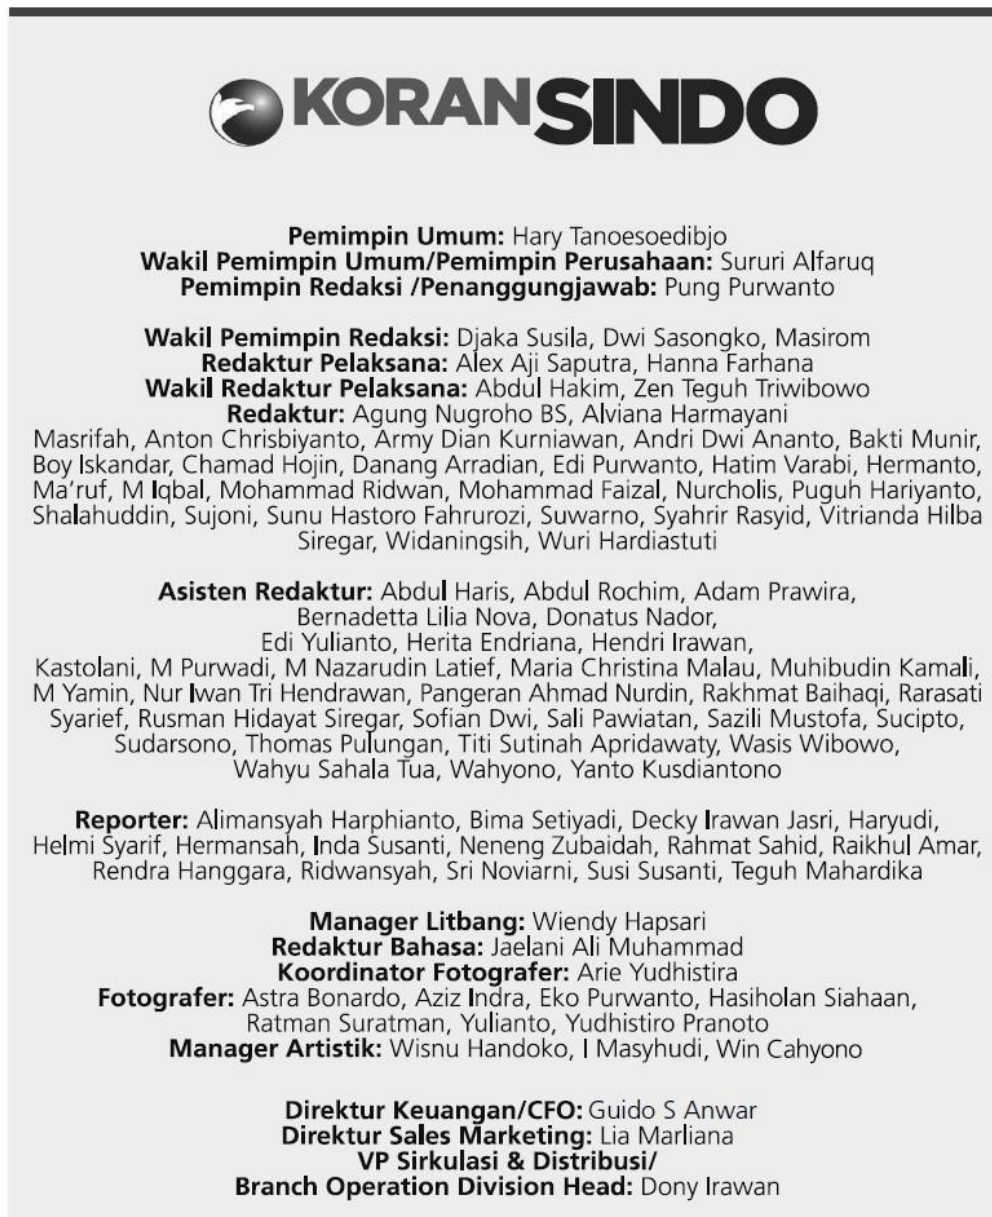 KORANSINDO
Pemimpin Umum: Hary Tanoesoedibjo
Wakil Pemimpin Umum/Pemimpin Perusahaan: Sururi Alfaruq
Pemimpin Redaksi /Penanggungjawab: Pung Purwanto
Wakil Pemimpin Redaksi: Djaka Susila, Dwi Sasongko, Masirom
Redaktur Pelaksana: Alex Aji Saputra, Hanna Farhana
Wakil Redaktur Pelaksana: Abdul Hakim, Zen Teguh Triwibowo
Redaktur: Agung Nugroho BS, Alviana Harmayani
Masrifah, Anton Chrisbiyanto, Army Dian Kurniawan, Andri Dwi Ananto, Bakti Munir,
Boy Iskandar, Chamad Hojin, Danang Arradian, Edi Purwanto, Hatim Varabi, Hermanto,
Ma'ruf, M Iqbal, Mohammad Ridwan, Mohammad Faizal, Nurcholis, Puguh Hariyanto,
Shalahuddin, Sujoni, Sunu Hastoro Fahrurozi, Suwarno, Syahrir Rasyid, Vitrianda Hilba
Siregar, Widaningsih, Wuri Hardiastuti
Asisten Redaktur: Abdul Haris, Abdul Rochim, Adam Prawira,
Bernadetta Lilia Nova, Donatus Nador,
Edi Yulianto, Herita Endriana, Hendri Irawan,
Kastolani, M Purwadi, M Nazarudin Latief, Maria Christina Malau, Muhibudin Kamali,
M Yamin, Nur Iwan Tri Hendrawan, Pangeran Ahmad Nurdin, Rakhmat Baihaqi, Rarasati
Syarief, Rusman Hidayat Siregar, Sofian Dwi, Sali Pawiatan, Sazili Mustofa, Sucipto,
Sudarsono, Thomas Pulungan, Titi Sutinah Apridawaty, Wasis Wibowo,
Wahyu Sahala Tua, Wahyono, Yanto Kusdiantono
Reporter: Alimansyah Harphianto, Bima Setiyadi, Decky Irawan Jasri, Haryudi,
Helmi Syarif, Hermansah, Inda Susanti, Neneng Zubaidah, Rahmat Sahid, Raikhul Amar,
Rendra Hanggara, Ridwansyah, Sri Noviarni, Susi Susanti, Teguh Mahardika
Manager Litbang: Wiendy Hapsari
Redaktur Bahasa: Jaelani Ali Muhammad
Koordinator Fotografer: Arie Yudhistira
Fotografer: Astra Bonardo, Aziz Indra, Eko Purwanto, Hasiholan Siahaan,
Ratman Suratman, Yulianto, Yudhistiro Pranoto
Manager Artistik: Wisnu Handoko, I Masyhudi, Win Cahyono
Direktur Keuangan/CFO: Guido S Anwar
Direktur Sales Marketing: Lia Marliana
VP Sirkulasi & Distribusi/
Branch Operation Division Head: Dony Irawan